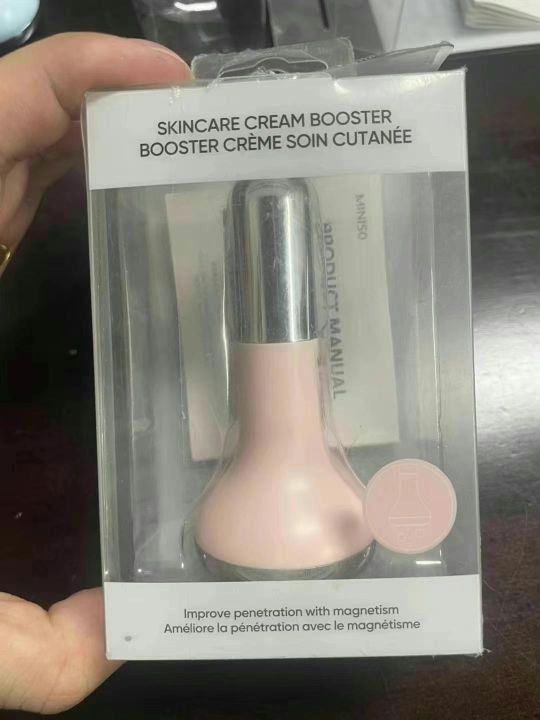 SKINCARE CREAM BOOSTER
BOOSTER CRÈME SOIN CUTANÉE
MINISO
PRODUCT MANUAL
Improve penetration with magnetism
Améliore la pénétration avec le magnétisme